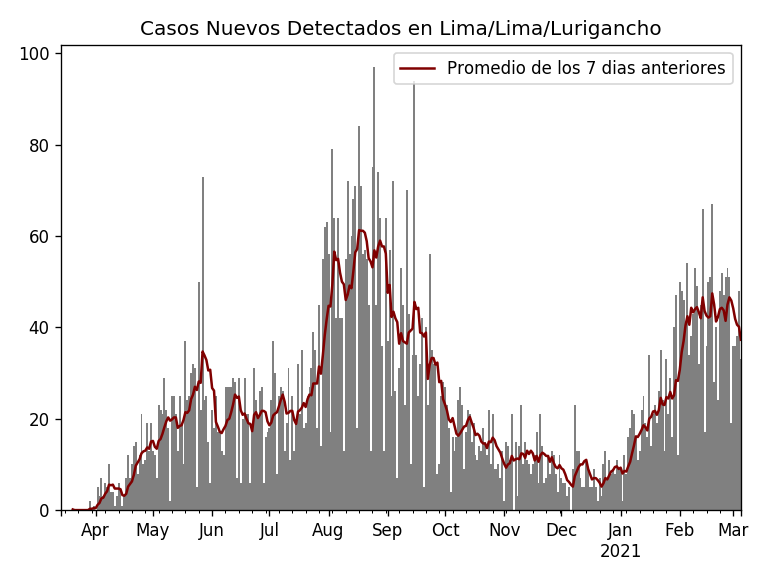 Casos Nuevos Detectados en Lima/Lima/Lurigancho
Promedio de los 7 dias anteriores
100
80
60
40
20
0
Apr May Jun Jul Aug Sep Oct Nov Dec Jan Feb Mar
2021